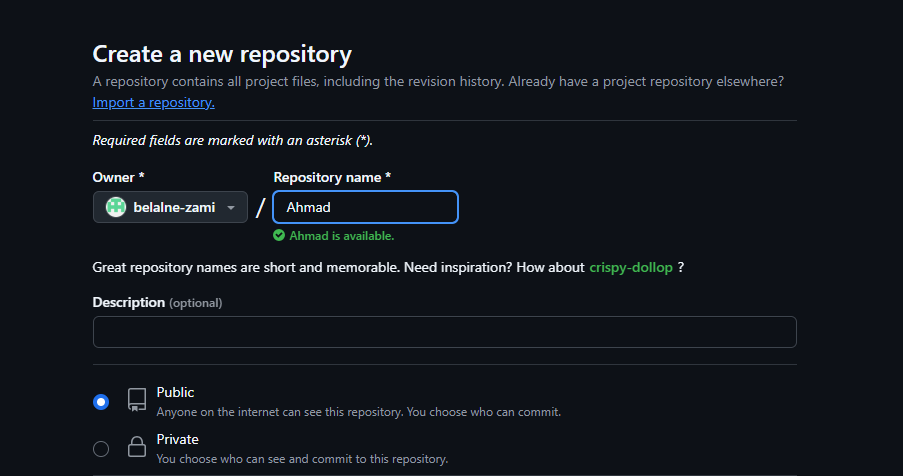 Create a new repository
A repository contains all project files, including the revision history. Already have a project repository elsewhere?
Import a repository.
Required fields are marked with an asterisk (*).
Owner * Repository name *
belalne-zami / Ahmad
Ahmad is available.
Great repository names are short and memorable. Need inspiration? How about crispy-dollop ?
Description (optional)
Public
Anyone on the internet can see this repository. You choose who can commit.
Private
You choose who can see and commit to this repository.